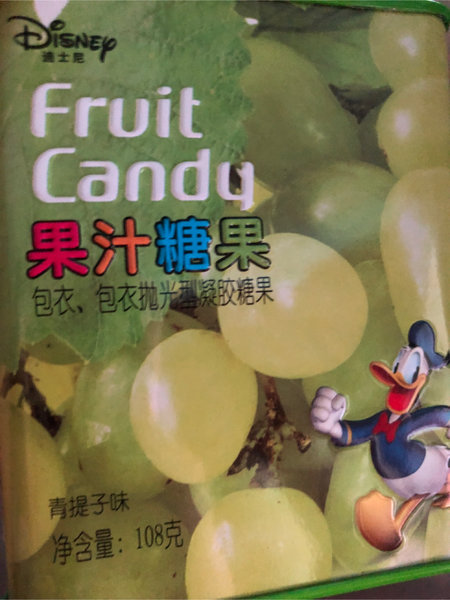 Disney
迪士尼
Fruit
Candy
果汁糖果
包衣、包衣抛光型凝胶糖果
青提子味
净含量：108克